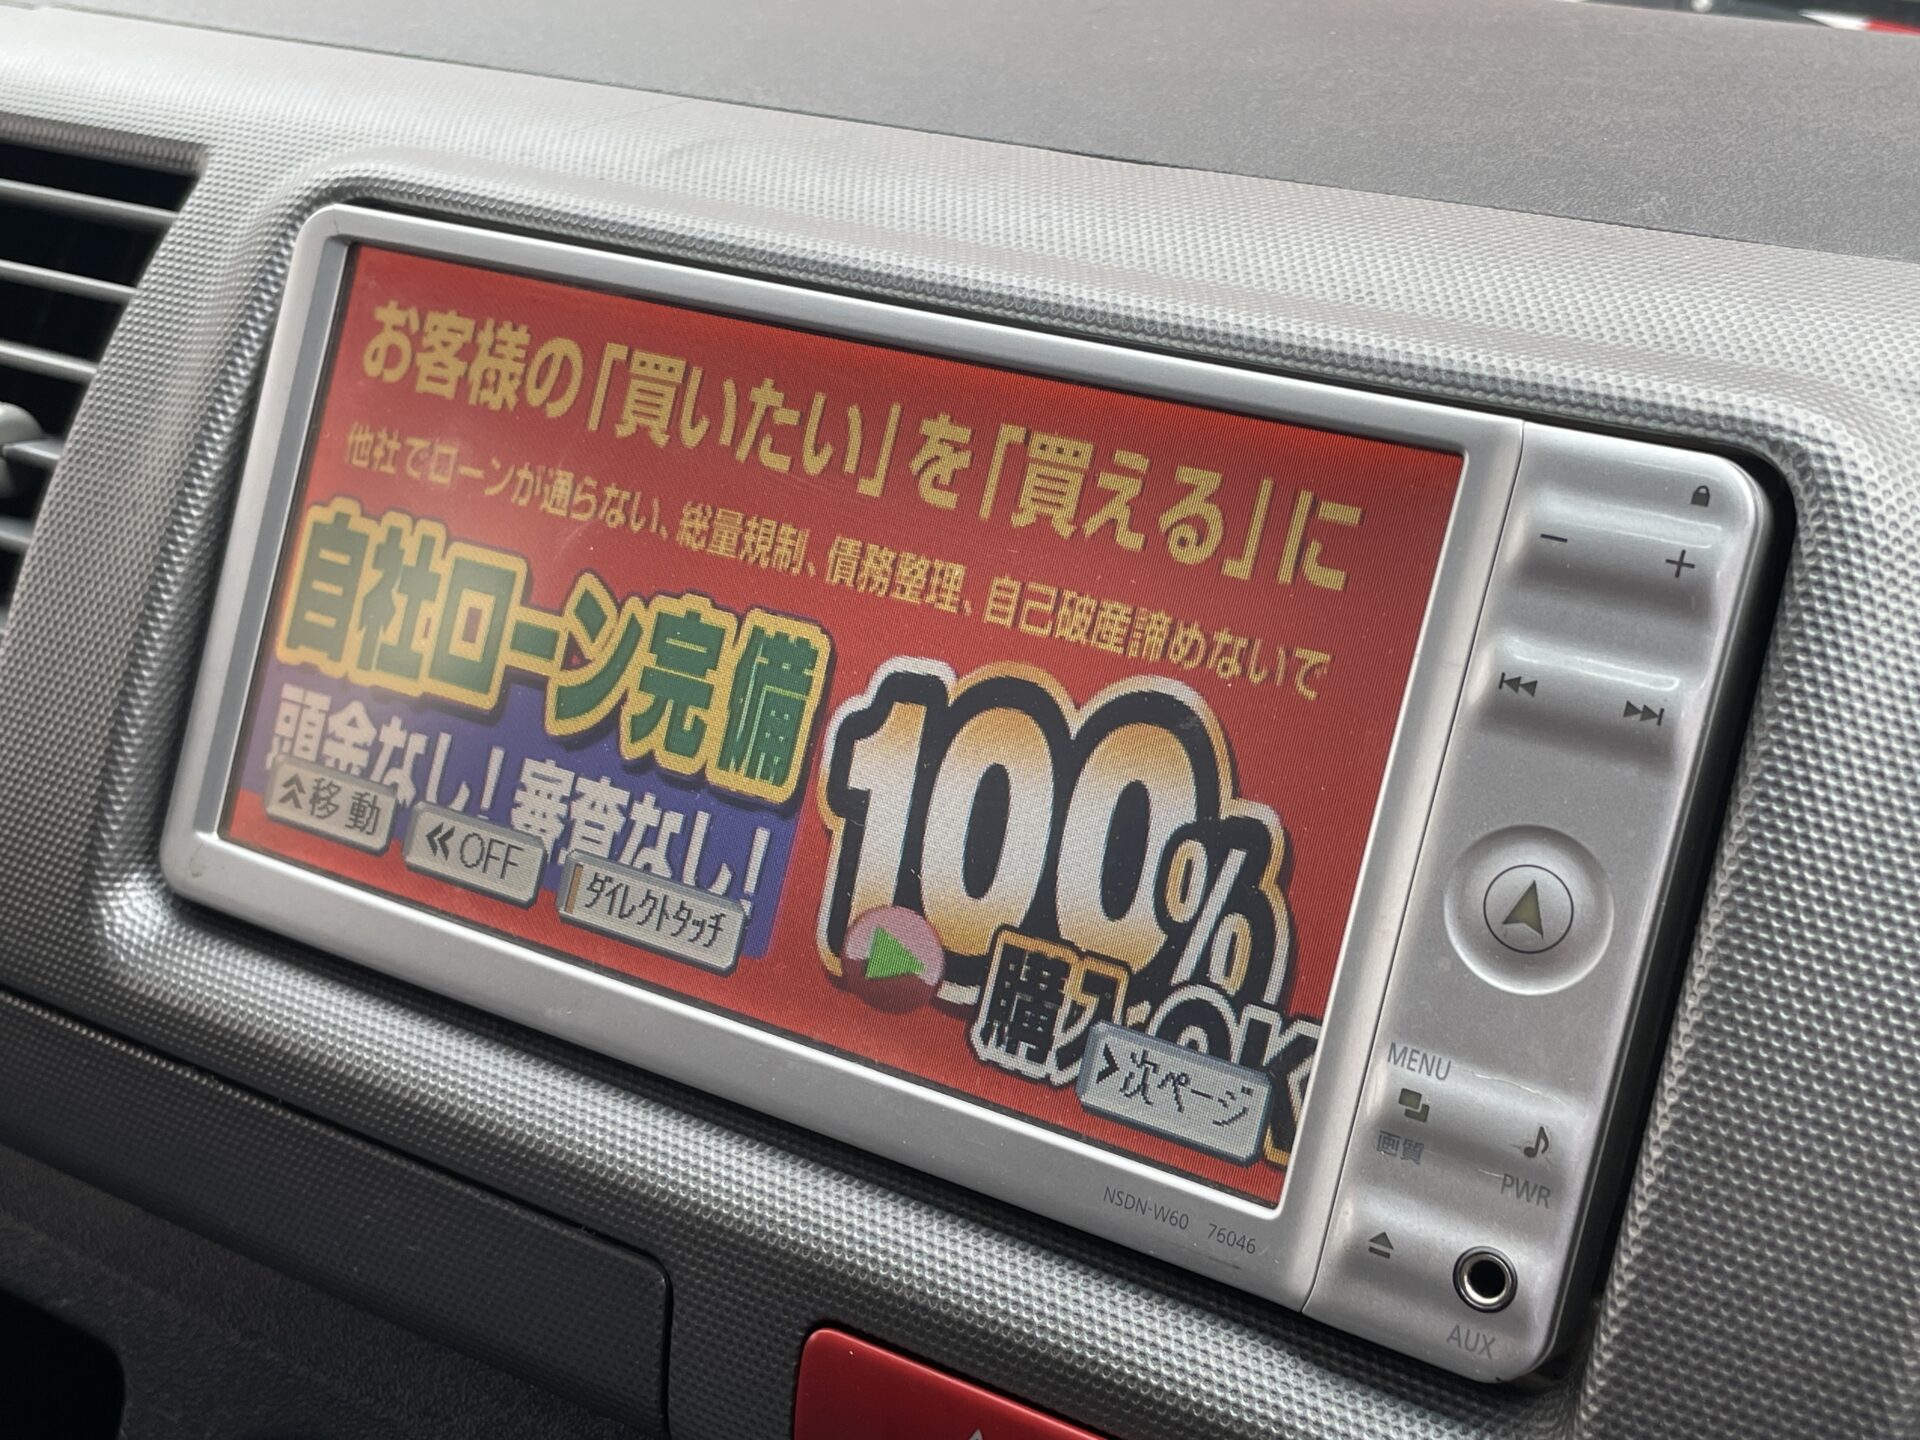 お客様の「買いたい」を「買える」に
他社でローンが通らない、総量規制、債務整理、自己破産諦めないで
自社ローン完備
頭金なし!審査なし!
100%
購入OK
移動
OFF
ダイレクトタッチ
次ページ
NSDN-W60 76046
MENU
画質
PWR
AUX